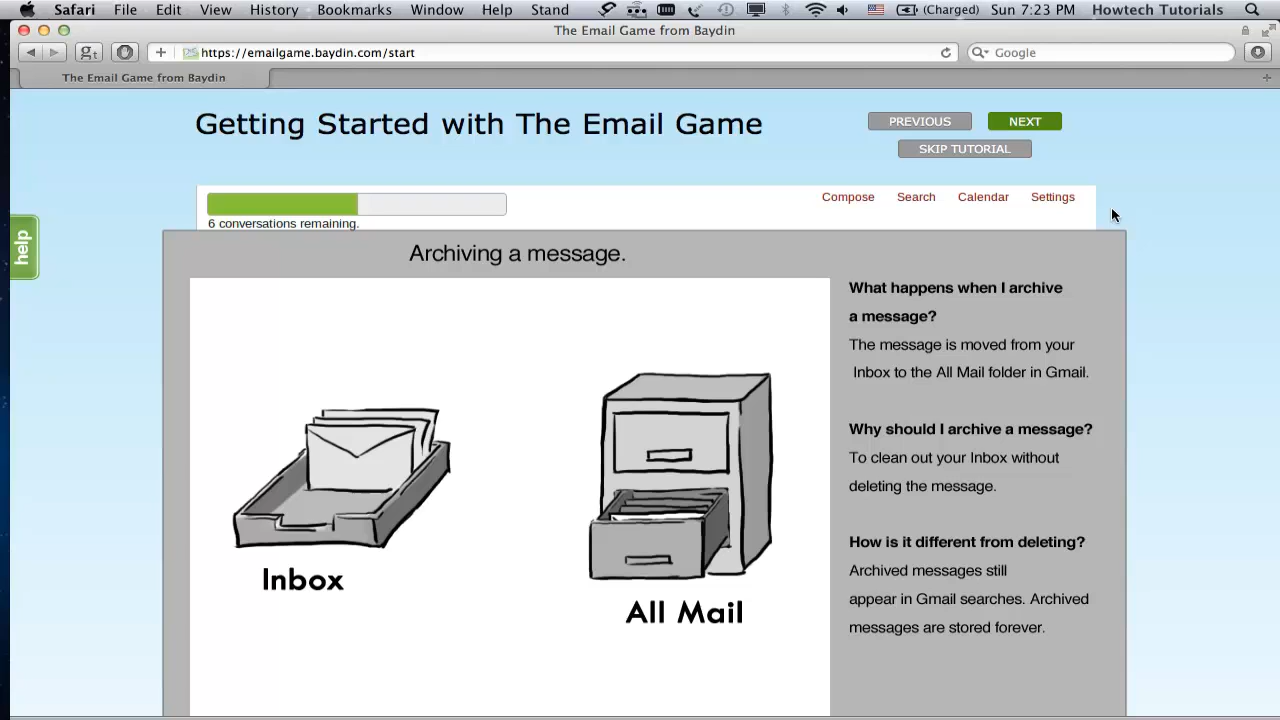 Safari File Edit View History Bookmarks Window Help Stand (Charged) Sun 7:23 PM Howtech Tutorials
The Email Game from Baydin
https://emailgame.baydin.com/start
Google
The Email Game from Baydin
Getting Started with The Email Game
PREVIOUS
NEXT
SKIP TUTORIAL
Compose Search Calendar Settings
6 conversations remaining.
help
Archiving a message.
What happens when I archive
a message?
The message is moved from your
Inbox to the All Mail folder in Gmail.
Why should I archive a message?
To clean out your Inbox without
deleting the message.
How is it different from deleting?
Archived messages still
appear in Gmail searches. Archived
messages are stored forever.
Inbox
All Mail